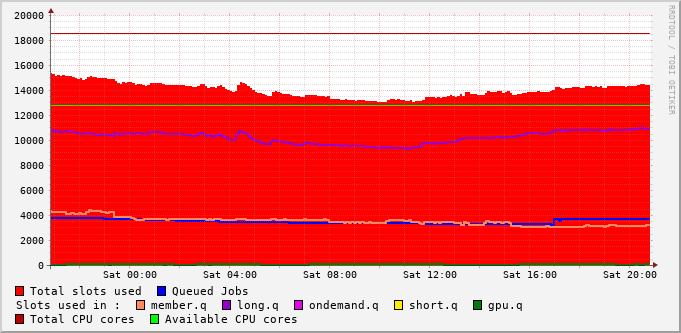 20000
18000
16000
14000
12000
10000
8000
6000
4000
2000
0
Sat 00:00 Sat 04:00 Sat 08:00 Sat 12:00 Sat 16:00 Sat 20:00
Total slots used Queued Jobs
Slots used in : member.q long.q ondemand.q short.q gpu.q
Total CPU cores Available CPU cores
RRDTOOL / TOBI OETIKER